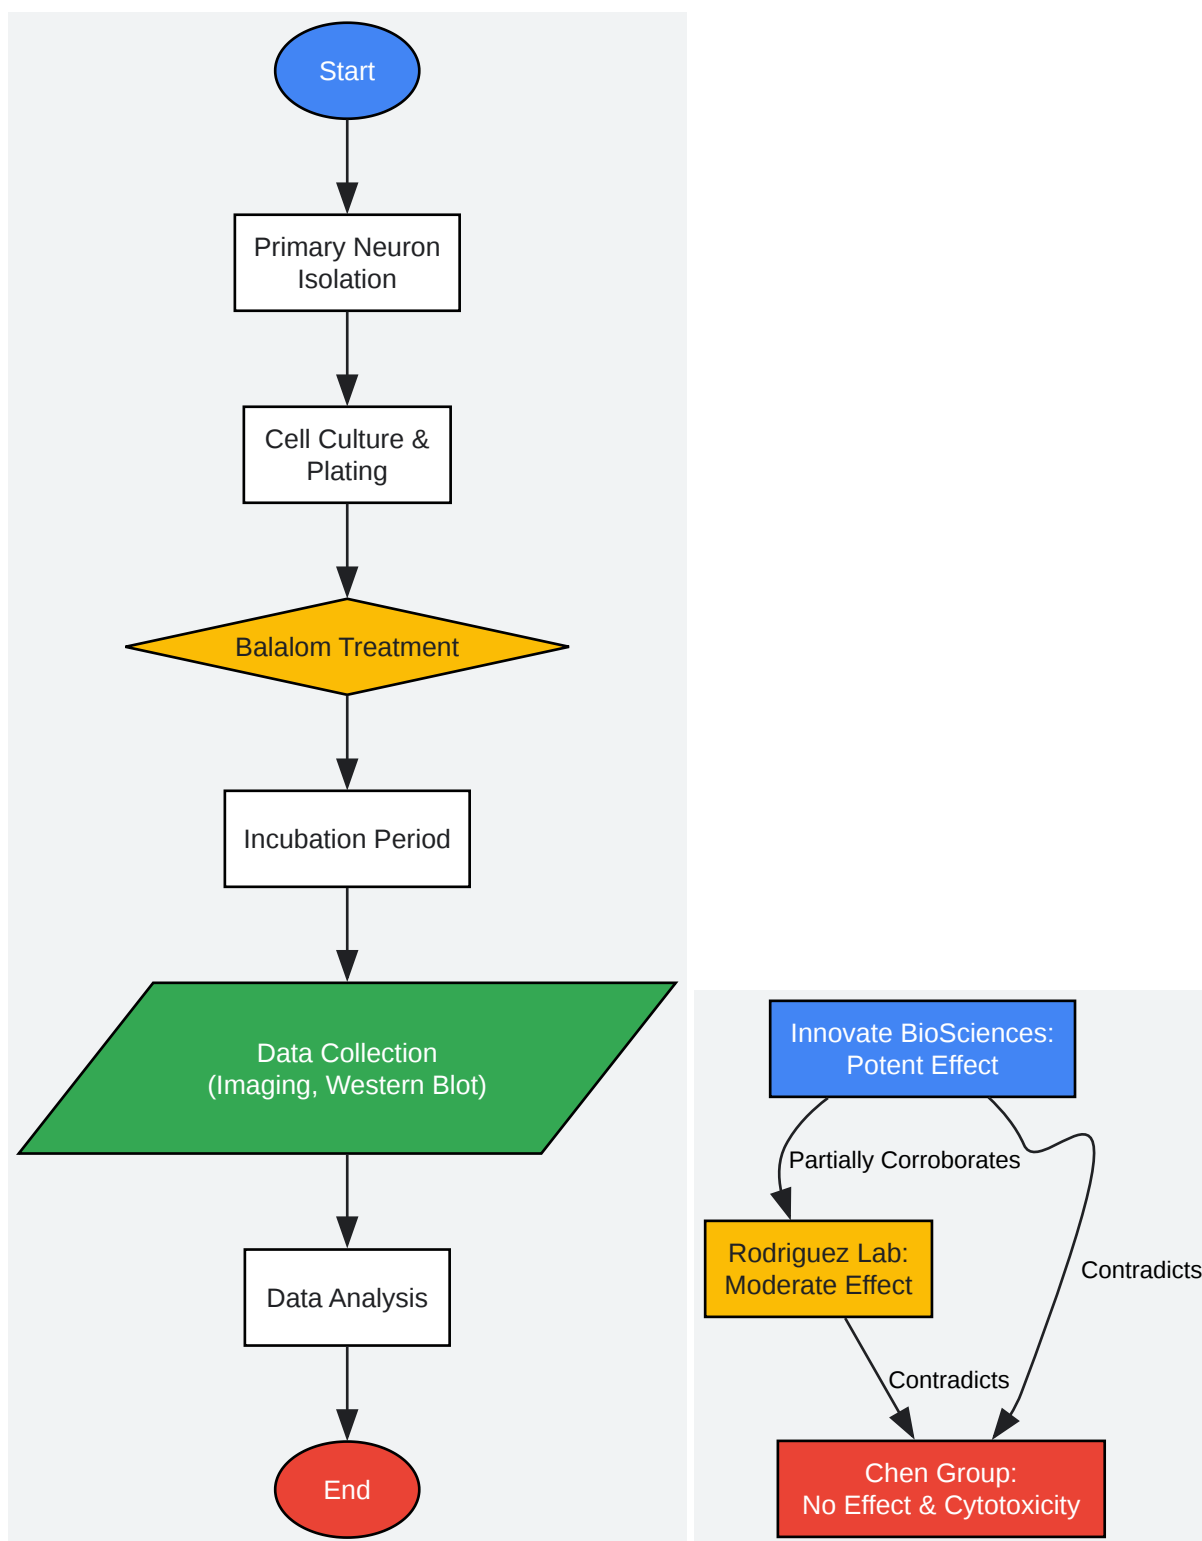 Start
Primary Neuron
Isolation
Cell Culture &
Plating
Balalom Treatment
Incubation Period
Data Collection
(Imaging, Western Blot)
Data Analysis
End
Innovate BioSciences:
Potent Effect
Partially Corroborates
Rodriguez Lab:
Moderate Effect
Contradicts
Contradicts
Chen Group:
No Effect & Cytotoxicity